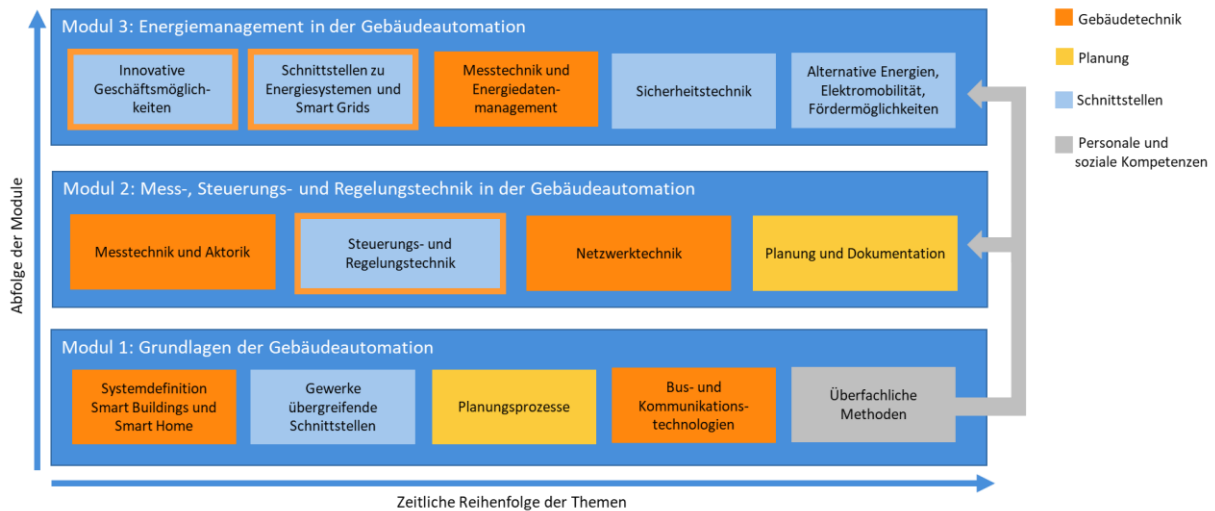 Modul 3: Energiemanagement in der Gebäudeautomation
Innovative
Geschäftsmöglich-
keiten
Schnittstellen zu
Energiesystemen und
Smart Grids
Messtechnik und
Energiedaten-
management
Sicherheitstechnik
Alternative Energien,
Elektromobilität,
Fördermöglichkeiten
Modul 2: Mess-, Steuerungs- und Regelungstechnik in der Gebäudeautomation
Messtechnik und Aktorik
Steuerungs- und
Regelungstechnik
Netzwerktechnik
Planung und Dokumentation
Modul 1: Grundlagen der Gebäudeautomation
Systemdefinition
Smart Buildings und
Smart Home
Gewerke
übergreifende
Schnittstellen
Planungsprozesse
Bus- und
Kommunikations-
technologien
Überfachliche
Methoden
Abfolge der Module
Zeitliche Reihenfolge der Themen
Gebäudetechnik
Planung
Schnittstellen
Personale und
soziale Kompetenzen